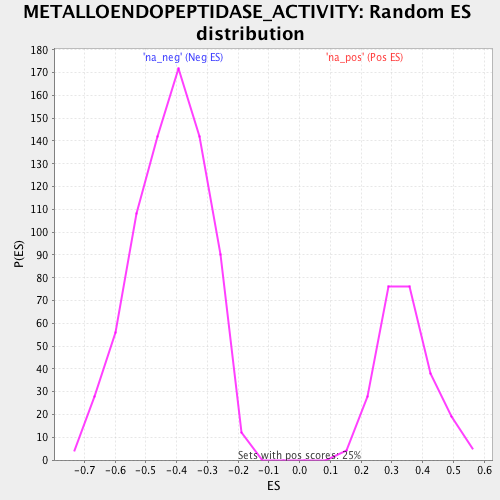 METALLOENDOPEPTIDASE_ACTIVITY: Random ES
distribution
'na_neg' (Neg ES) 'na_pos' (Pos ES)
180
170
160
150
140
130
120
110
100
90
80
70
60
50
40
30
20
10
0
P(ES)
Sets with pos scores: 25%
-0.7 -0.6 -0.5 -0.4 -0.3 -0.2 -0.1 0.0 0.1 0.2 0.3 0.4 0.5 0.6
ES